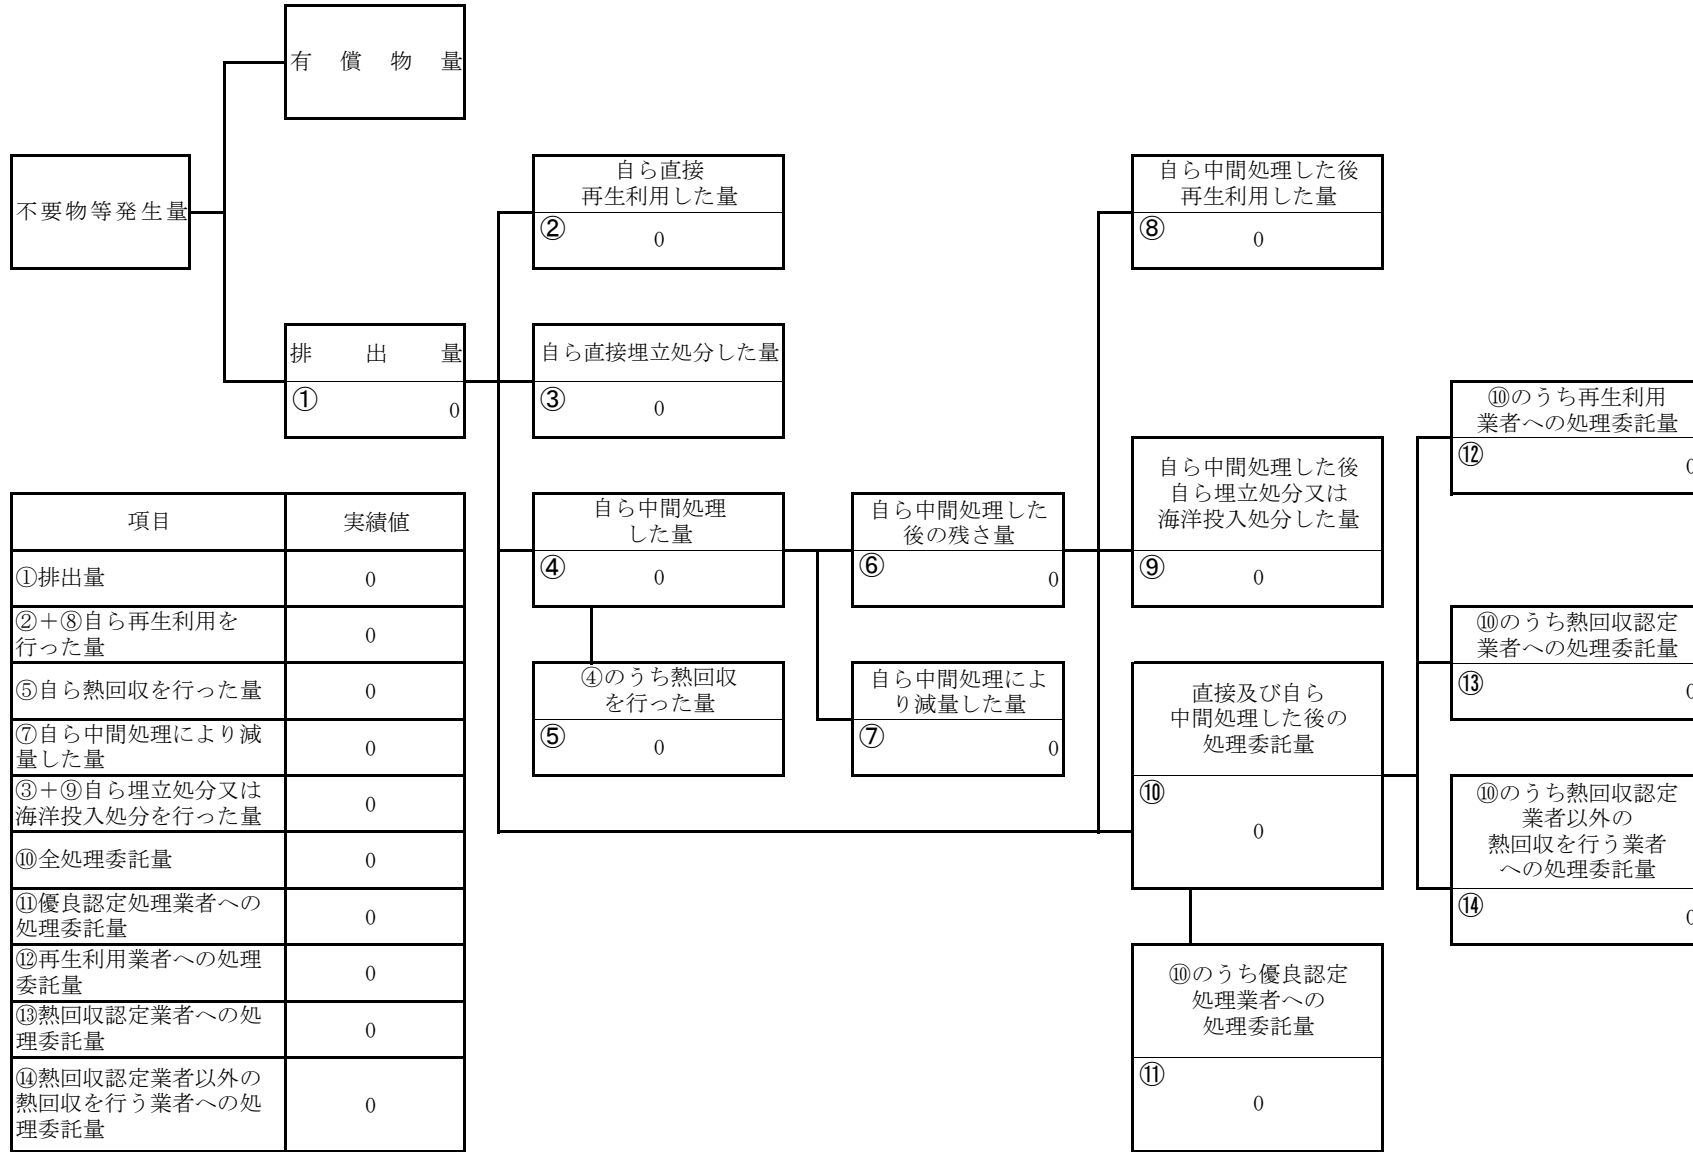 有償物量
不要物等発生量
自ら直接
再生利用した量
②
0
自ら中間処理した後
再生利用した量
⑧
0
排出量
①
0
自ら直接埋立処分した量
③
0
自ら中間処理
した量
④
0
自ら中間処理した
後の残さ量
⑥
0
自ら中間処理した後
自ら埋立処分又は
海洋投入処分した量
⑨
0
⑩のうち再生利用
業者への処理委託量
⑫
0
④のうち熱回収
を行った量
⑤
0
自ら中間処理によ
り減量した量
⑦
0
直接及び自ら
中間処理した後の
処理委託量
⑩
0
⑩のうち熱回収認定
業者への処理委託量
⑬
0
⑩のうち熱回収認定
業者以外の
熱回収を行う業者
への処理委託量
⑭
0
⑩のうち優良認定
処理業者への
処理委託量
⑪
0
項目 実績値
①排出量 0
②＋⑧自ら再生利用を
行った量 0
⑤自ら熱回収を行った量 0
⑦自ら中間処理により減
量した量 0
③＋⑨自ら埋立処分又は
海洋投入処分を行った量 0
⑩全処理委託量 0
⑪優良認定処理業者への
処理委託量 0
⑫再生利用業者への処理
委託量 0
⑬熱回収認定業者への処
理委託量 0
⑭熱回収認定業者以外の
熱回収を行う業者への処 0
理委託量